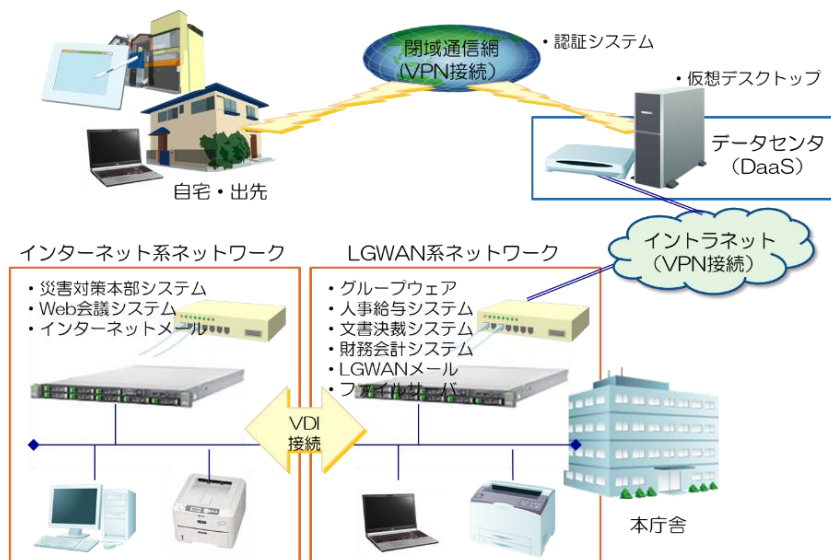 閉域通信網
(VPN接続)
・認証システム
・仮想デスクトップ
データセンタ
(DaaS)
自宅・出先
イントラネット
(VPN接続)
インターネット系ネットワーク
・災害対策本部システム
・Web会議システム
・インターネットメール
LGWAN系ネットワーク
・グループウェア
・人事給与システム
・文書決裁システム
・財務会計システム
・LGWANメール
・ファイルサーバ
VDI
接続
本庁舎